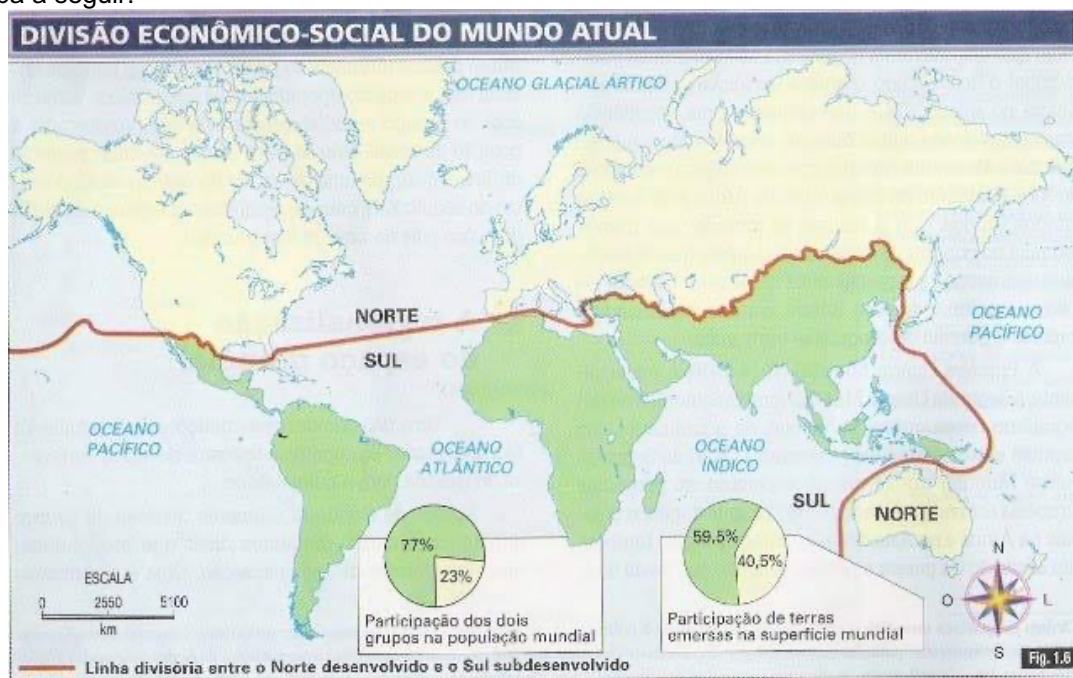 DIVISÃO ECONÔMICO-SOCIAL DO MUNDO ATUAL
OCEANO GLACIAL ÁRTICO
NORTE
SUL
OCEANO
PACÍFICO
OCEANO
PACÍFICO
OCEANO
ATLÂNTICO
OCEANO
ÍNDICO
SUL
NORTE
77%
23%
Participação dos dois
grupos na população mundial
59,5%
40,5%
Participação de terras
emersas na superfície mundial
ESCALA
0 2550 5100
km
N
O
L
S
Linha divisória entre o Norte desenvolvido e o Sul subdesenvolvido
Fig. 1.6